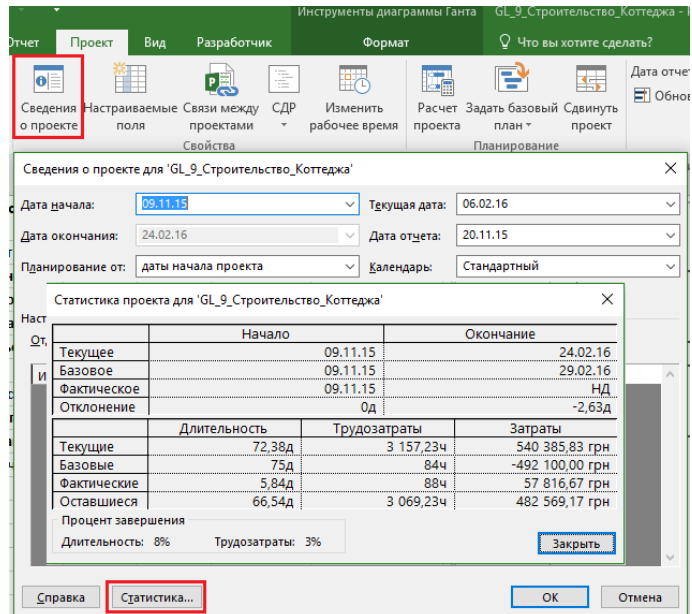 Инструменты диаграммы Ганта GL_9_Строительство_Коттеджа -
Отчет Проект Вид Разработчик Формат Что вы хотите сделать?
Сведения о проекте Настраиваемые поля Связи между проектами СДР Изменить рабочее время Расчет проекта Задать базовый план Сдвинуть проект Дата отче
Обнов
Свойства Планирование
Сведения о проекте для 'GL_9_Строительство_Коттеджа'
Дата начала: 09.11.15 Текущая дата: 06.02.16
Дата окончания: 24.02.16 Дата отчета: 20.11.15
Планирование от: даты начала проекта Календарь: Стандартный
Статистика проекта для 'GL_9_Строительство_Коттеджа'
Наст
От,
И
Начало Окончание
Текущее 09.11.15 24.02.16
Базовое 09.11.15 29.02.16
Фактическое 09.11.15 НД
Отклонение 0д -2,63д
Длительность Трудозатраты Затраты
Текущие 72,38д 3 157,23ч 540 385,83 грн
Базовые 75д 84ч -492 100,00 грн
Фактические 5,84д 88ч 57 816,67 грн
Оставшиеся 66,54д 3 069,23ч 482 569,17 грн
Процент завершения
Длительность: 8% Трудозатраты: 3% Закрыть
Справка Статистика... ОК Отмена